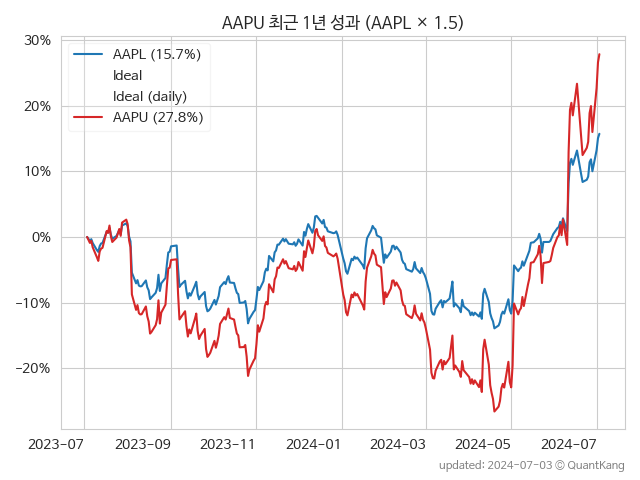 AAPU 최근 1년 성과 (AAPL × 1.5)
AAPL (15.7%)
Ideal
Ideal (daily)
AAPU (27.8%)
30%
20%
10%
0%
−10%
−20%
2023-07 2023-09 2023-11 2024-01 2024-03 2024-05 2024-07
updated: 2024-07-03 © QuantKang